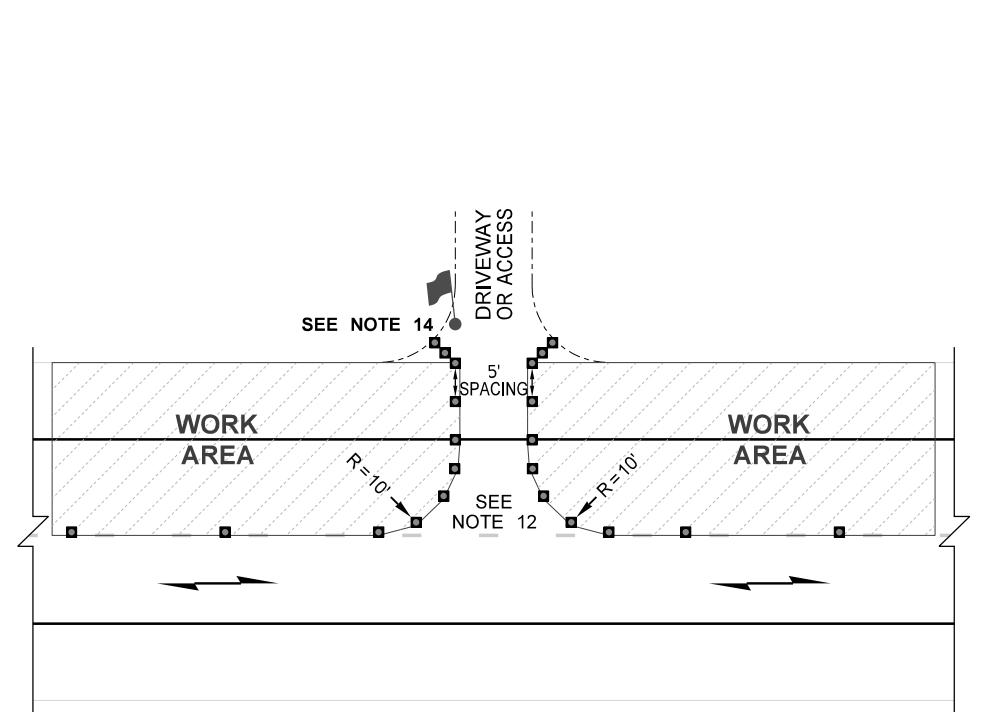 DRIVEWAY
OR ACCESS
SEE NOTE 14
5'
SPACING
WORK
AREA
WORK
AREA
R=10'
R=10'
SEE
NOTE 12